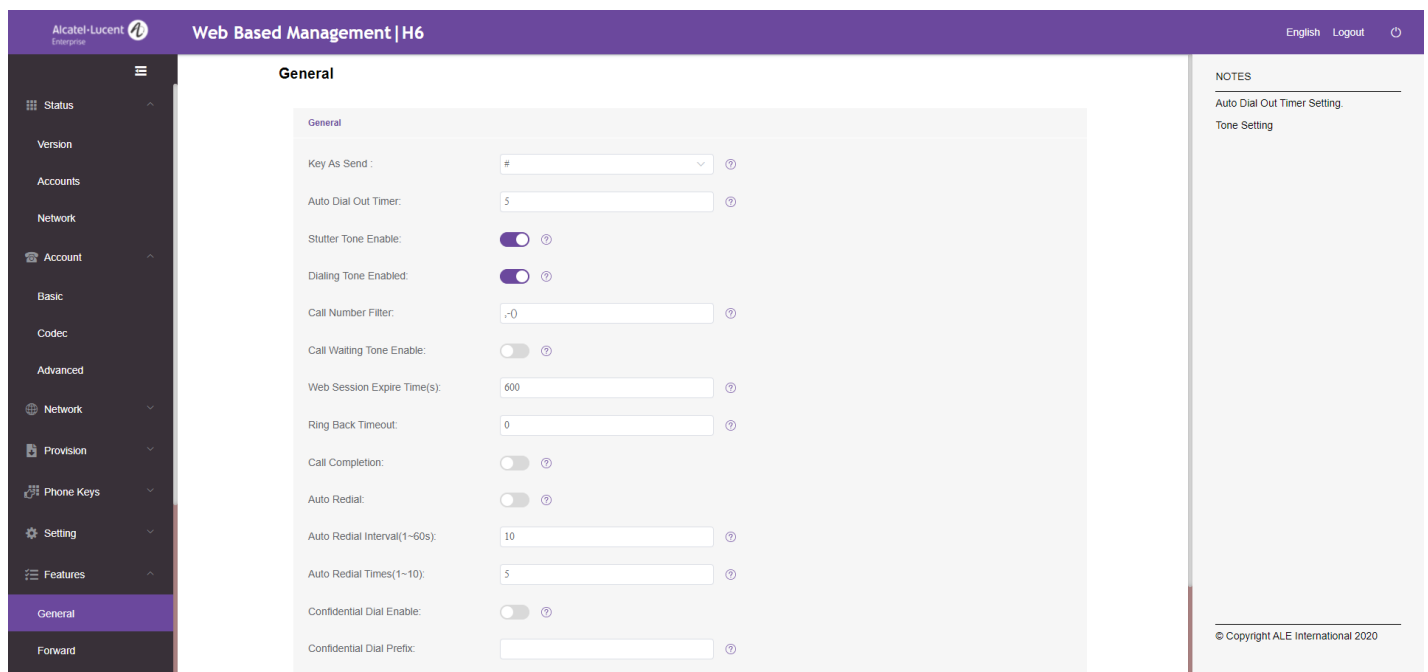 Alcatel·Lucent
Enterprise
Web Based Management|H6
English Logout
Status
Version
Accounts
Network
Account
Basic
Codec
Advanced
Network
Provision
Phone Keys
Setting
Features
General
Forward
General
General
Key As Send :
#
Auto Dial Out Timer:
5
Stutter Tone Enable:
Dialing Tone Enabled:
Call Number Filter:
,-()
Call Waiting Tone Enable:
Web Session Expire Time(s):
600
Ring Back Timeout:
0
Call Completion:
Auto Redial:
Auto Redial Interval(1~60s):
10
Auto Redial Times(1~10):
5
Confidential Dial Enable:
Confidential Dial Prefix:
NOTES
Auto Dial Out Timer Setting.
Tone Setting
© Copyright ALE International 2020